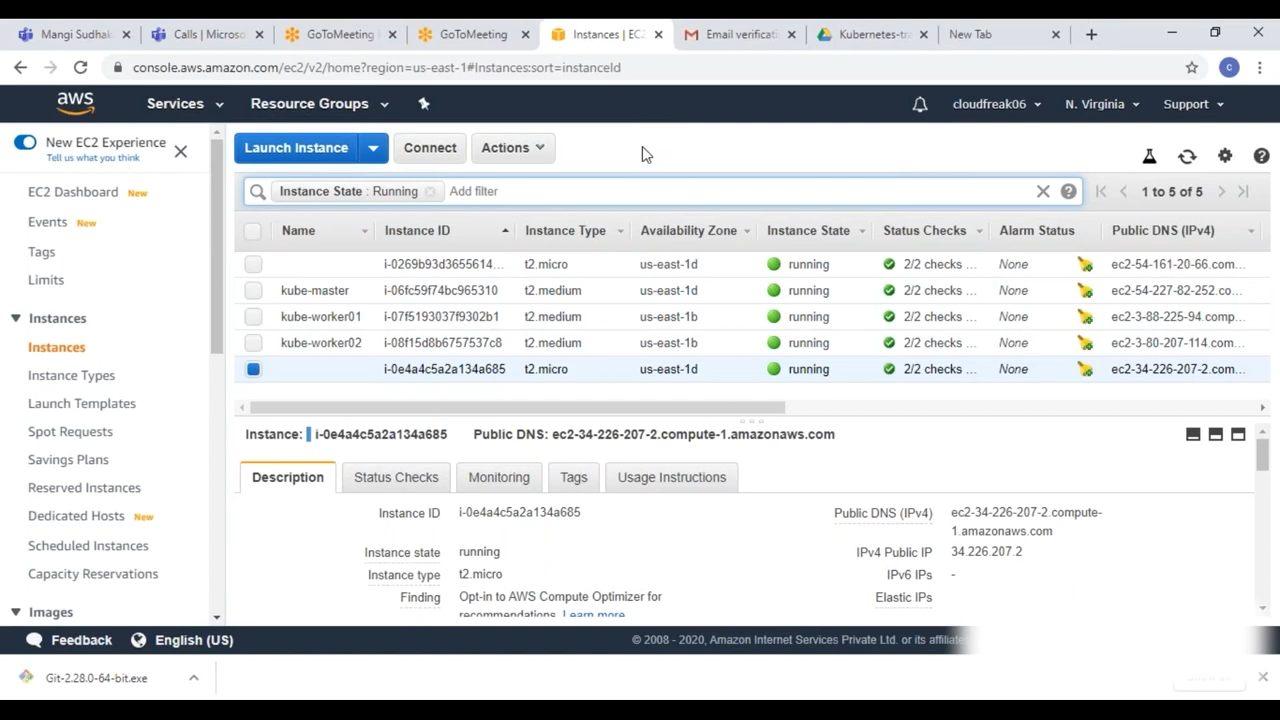 Mangi Sudhak
Calls | Microso
GoToMeeting
GoToMeeting
Instances | EC2
Email verificati
Kubernetes-tra
New Tab
console.aws.amazon.com/ec2/v2/home?region=us-east-1#Instances:sort=instanceId
C
aws
Services
Resource Groups
cloudfreak06
N. Virginia
Support
New EC2 Experience
Tell us what you think
Launch Instance
Connect
Actions
Instance State : Running
Add filter
1 to 5 of 5
EC2 Dashboard New
Events New
Tags
Limits
Instances
Instances
Instance Types
Launch Templates
Spot Requests
Savings Plans
Reserved Instances
Dedicated Hosts New
Scheduled Instances
Capacity Reservations
Images
Name Instance ID Instance Type Availability Zone Instance State Status Checks Alarm Status Public DNS (IPv4)
i-0269b93d3655614... t2.micro us-east-1d running 2/2 checks ... None ec2-54-161-20-66.com...
kube-master i-06fc59f74bc965310 t2.medium us-east-1d running 2/2 checks ... None ec2-54-227-82-252.co...
kube-worker01 i-07f5193037f9302b1 t2.medium us-east-1b running 2/2 checks ... None ec2-3-88-225-94.comp...
kube-worker02 i-08f15d8b6757537c8 t2.medium us-east-1b running 2/2 checks ... None ec2-3-80-207-114.com...
i-0e4a4c5a2a134a685 t2.micro us-east-1d running 2/2 checks ... None ec2-34-226-207-2.com...
Instance: i-0e4a4c5a2a134a685 Public DNS: ec2-34-226-207-2.compute-1.amazonaws.com
Description
Status Checks
Monitoring
Tags
Usage Instructions
Instance ID i-0e4a4c5a2a134a685
Instance state running
Instance type t2.micro
Finding Opt-in to AWS Compute Optimizer for
recommendations. Learn more
Public DNS (IPv4) ec2-34-226-207-2.compute-
1.amazonaws.com
IPv4 Public IP 34.226.207.2
IPv6 IPs -
Elastic IPs
Feedback
English (US)
© 2008 - 2020, Amazon Internet Services Private Ltd. or its affiliate
Git-2.28.0-64-bit.exe